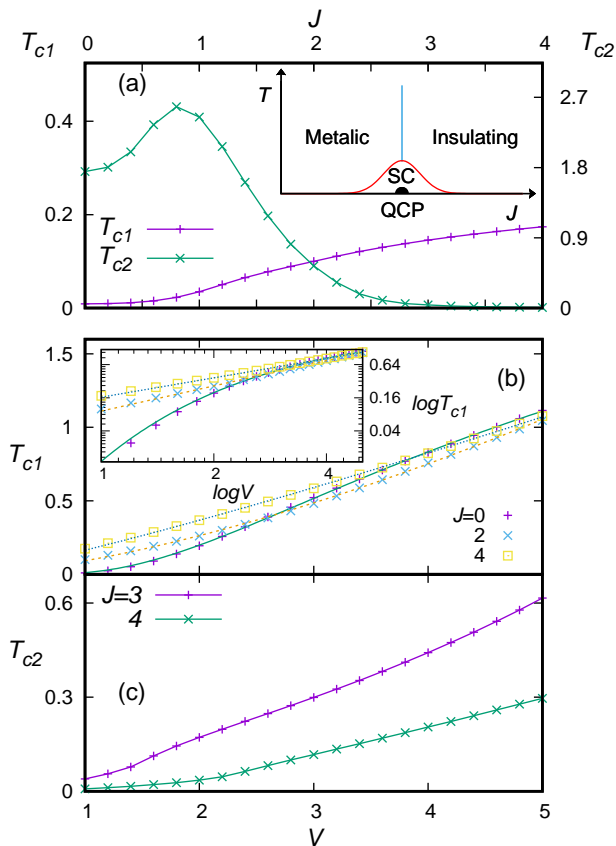 J
T_c1 0 1 2 3 4 T_c2
(a)
T
2.7
0.4
Metalic Insulating
1.8
SC
0.2
QCP J
T_c1
0.9
T_c2
0 0
1.5
(b)
0.64
0.16
logT_c1
1
0.04
T_c1
1 2 4
logV
0.5
J=0
2
4
0
J=3
4
0.6
T_c2
(c)
0.3
0
1 2 3 4 5
V